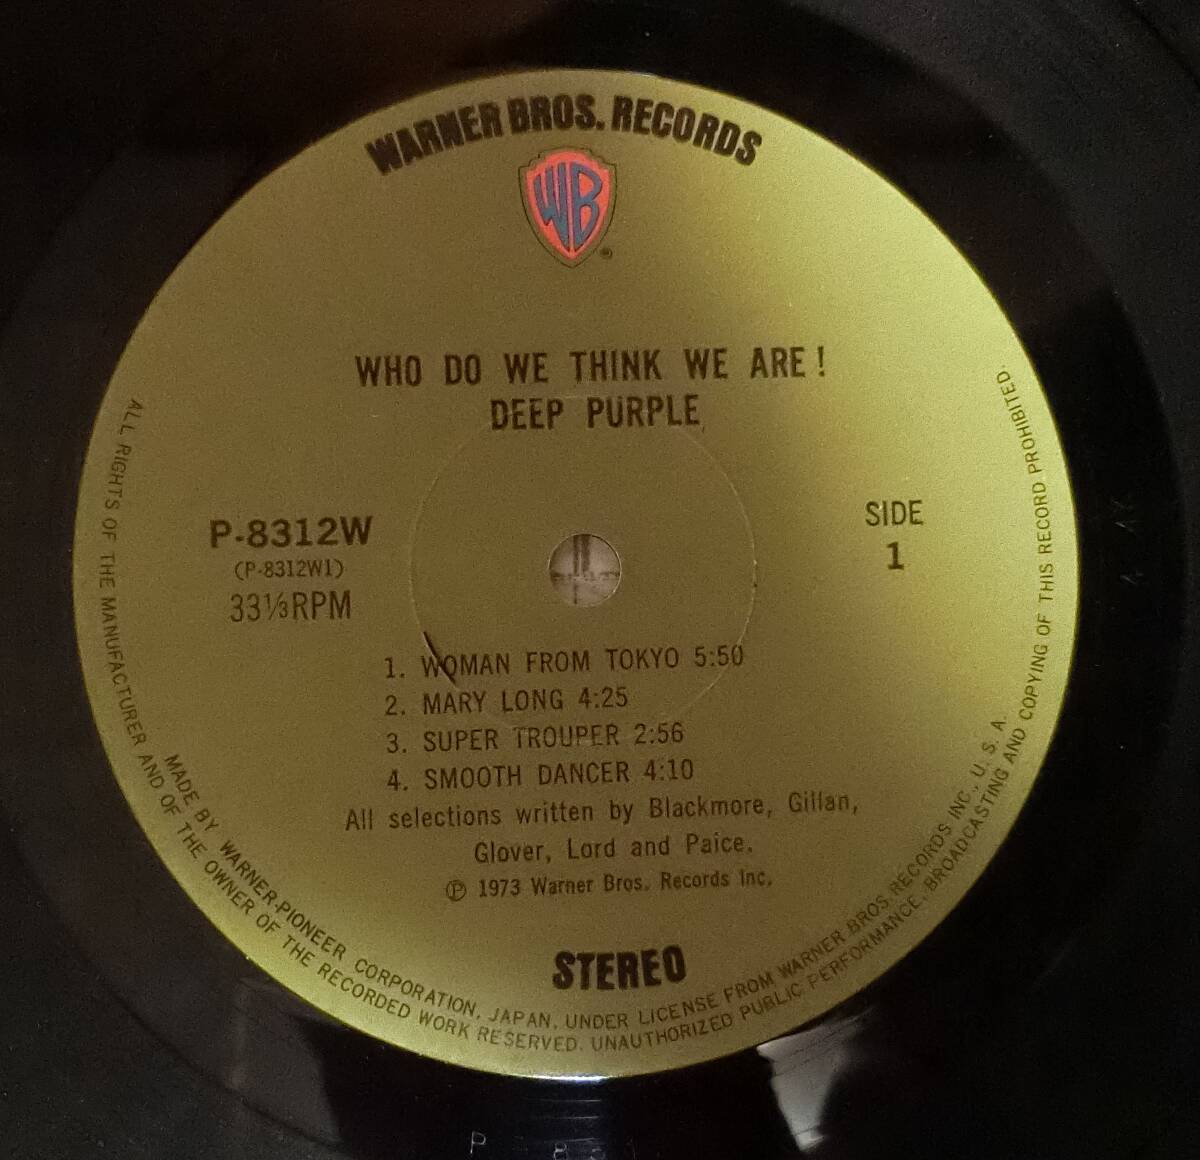 WARNER BROS. RECORDS
WB
WHO DO WE THINK WE ARE!
DEEP PURPLE
P-8312W
(P-8312W1)
33⅓RPM
SIDE
1
1. WOMAN FROM TOKYO 5:50
2. MARY LONG 4:25
3. SUPER TROUPER 2:56
4. SMOOTH DANCER 4:10
All selections written by Blackmore, Gillan,
Glover, Lord and Paice.
Ⓟ 1973 Warner Bros. Records Inc.
STEREO
MADE BY WARNER-PIONEER CORPORATION, JAPAN, UNDER LICENSE FROM WARNER BROS. RECORDS INC., U. S. A.
ALL RIGHTS OF THE MANUFACTURER AND OF THE OWNER OF THE RECORDED WORK RESERVED. UNAUTHORIZED PUBLIC PERFORMANCE, BROADCASTING AND COPYING OF THIS RECORD PROHIBITED.